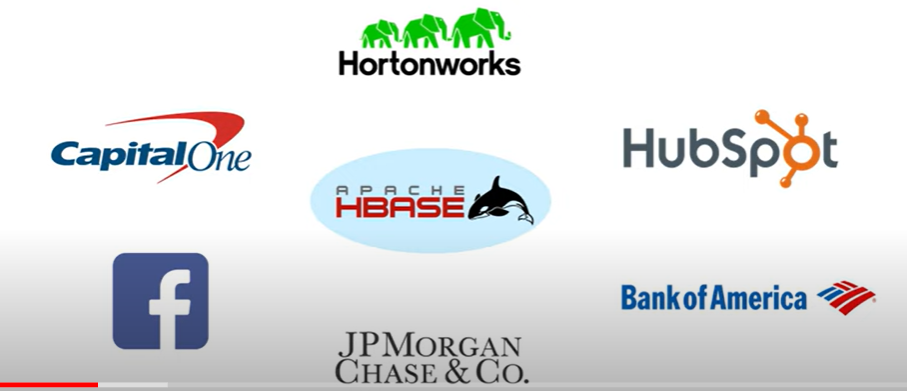 Hortonworks
CapitalOne
HubSpot
APACHE
HBASE
f
Bank of America
JPMORGAN
CHASE & CO.